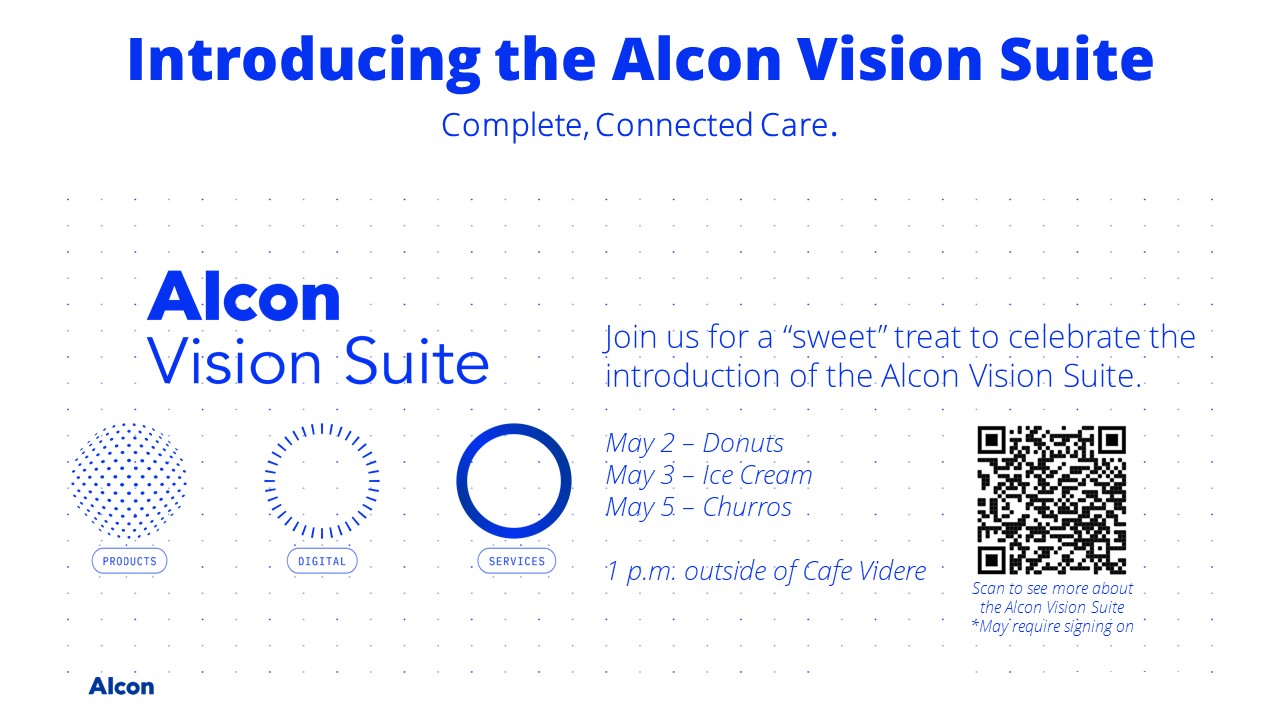 Introducing the Alcon Vision Suite
Complete, Connected Care.
Alcon
Vision Suite
PRODUCTS
DIGITAL
SERVICES
Join us for a “sweet” treat to celebrate the
introduction of the Alcon Vision Suite.
May 2 – Donuts
May 3 – Ice Cream
May 5 – Churros
1 p.m. outside of Cafe Videre
Scan to see more about
the Alcon Vision Suite
*May require signing on
Alcon